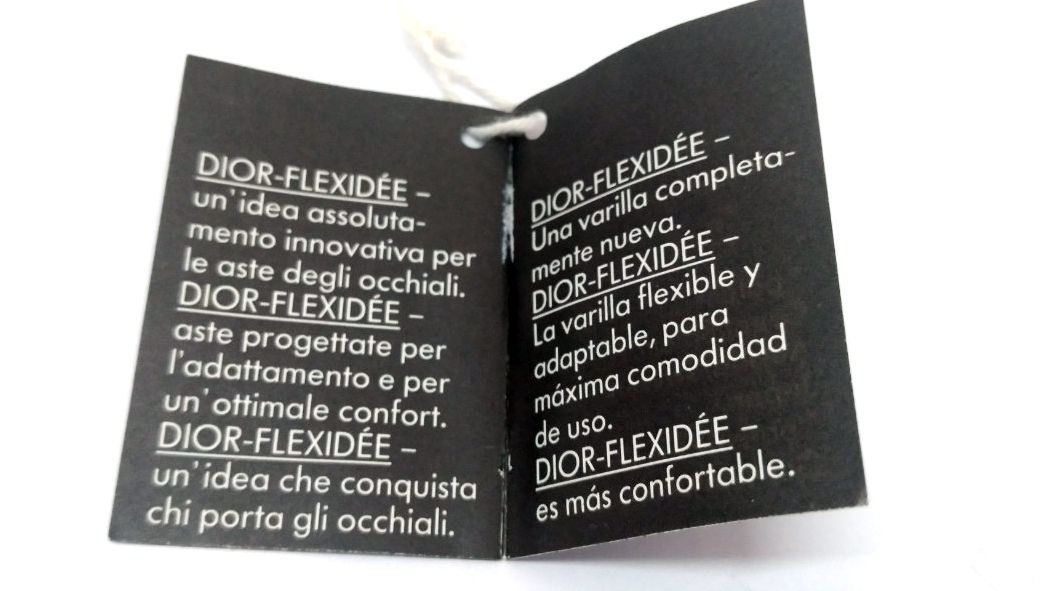 DIOR-FLEXIDÉE –
un'idea assoluta-
mento innovativa per
le aste degli occhiali.
DIOR-FLEXIDÉE –
aste progettate per
l'adattamento e per
un'ottimale confort.
DIOR-FLEXIDÉE –
un'idea che conquista
chi porta gli occhiali.
DIOR-FLEXIDÉE –
Una varilla completa-
mente nueva.
DIOR-FLEXIDÉE –
La varilla flexible y
adaptable, para
máxima comodidad
de uso.
DIOR-FLEXIDÉE –
es más confortable.